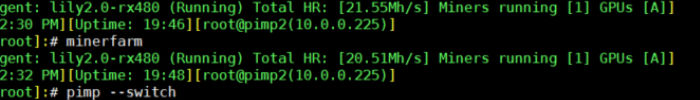 gent: lily2.0-rx480 (Running) Total HR: [21.55Mh/s] Miners running [1] GPUs [A]]
2:30 PM][Uptime: 19:46][root@pimp2(10.0.0.225)]
root]:# minerfarm
gent: lily2.0-rx480 (Running) Total HR: [20.51Mh/s] Miners running [1] GPUs [A]]
2:32 PM][Uptime: 19:48][root@pimp2(10.0.0.225)]
root]:# pimp --switch